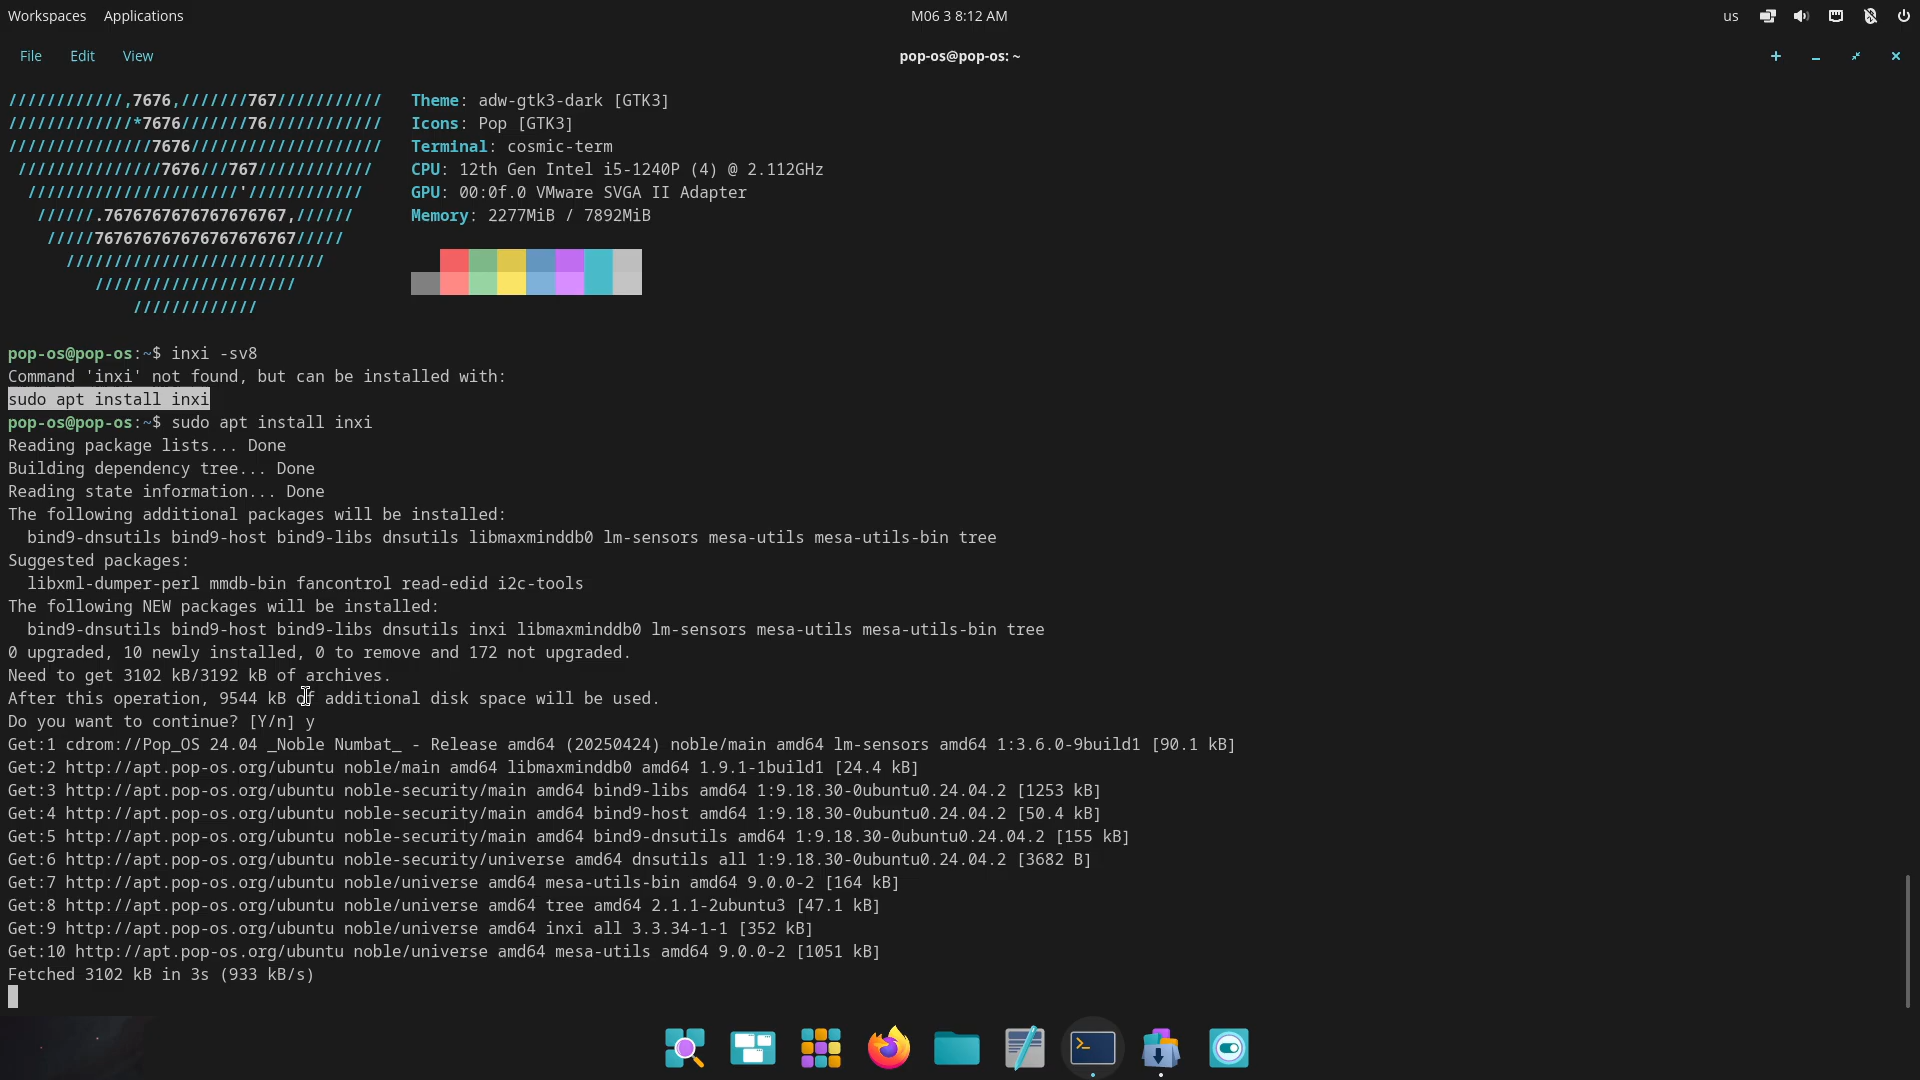 Workspaces Applications M06 3 8:12 AM us
File Edit View pop-os@pop-os: ~
////////////,7676,///////767/////////// Theme: adw-gtk3-dark [GTK3]
/////////////*7676///////76//////////// Icons: Pop [GTK3]
///////////////7676//////////////////// Terminal: cosmic-term
///////////////7676///767//////////// CPU: 12th Gen Intel i5-1240P (4) @ 2.112GHz
//////////////////////'//////////// GPU: 00:0f.0 VMware SVGA II Adapter
//////.7676767676767676767,////// Memory: 2277MiB / 7892MiB
/////767676767676767676767/////
///////////////////////////
/////////////////////
/////////////
pop-os@pop-os:~$ inxi -sv8
Command 'inxi' not found, but can be installed with:
sudo apt install inxi
pop-os@pop-os:~$ sudo apt install inxi
Reading package lists... Done
Building dependency tree... Done
Reading state information... Done
The following additional packages will be installed:
bind9-dnsutils bind9-host bind9-libs dnsutils libmaxminddb0 lm-sensors mesa-utils mesa-utils-bin tree
Suggested packages:
libxml-dumper-perl mmdb-bin fancontrol read-edid i2c-tools
The following NEW packages will be installed:
bind9-dnsutils bind9-host bind9-libs dnsutils inxi libmaxminddb0 lm-sensors mesa-utils mesa-utils-bin tree
0 upgraded, 10 newly installed, 0 to remove and 172 not upgraded.
Need to get 3102 kB/3192 kB of archives.
After this operation, 9544 kB of additional disk space will be used.
Do you want to continue? [Y/n] y
Get:1 cdrom://Pop_OS 24.04 _Noble Numbat_ - Release amd64 (20250424) noble/main amd64 lm-sensors amd64 1:3.6.0-9build1 [90.1 kB]
Get:2 http://apt.pop-os.org/ubuntu noble/main amd64 libmaxminddb0 amd64 1.9.1-1build1 [24.4 kB]
Get:3 http://apt.pop-os.org/ubuntu noble-security/main amd64 bind9-libs amd64 1:9.18.30-0ubuntu0.24.04.2 [1253 kB]
Get:4 http://apt.pop-os.org/ubuntu noble-security/main amd64 bind9-host amd64 1:9.18.30-0ubuntu0.24.04.2 [50.4 kB]
Get:5 http://apt.pop-os.org/ubuntu noble-security/main amd64 bind9-dnsutils amd64 1:9.18.30-0ubuntu0.24.04.2 [155 kB]
Get:6 http://apt.pop-os.org/ubuntu noble-security/universe amd64 dnsutils all 1:9.18.30-0ubuntu0.24.04.2 [3682 B]
Get:7 http://apt.pop-os.org/ubuntu noble/universe amd64 mesa-utils-bin amd64 9.0.0-2 [164 kB]
Get:8 http://apt.pop-os.org/ubuntu noble/universe amd64 tree amd64 2.1.1-2ubuntu3 [47.1 kB]
Get:9 http://apt.pop-os.org/ubuntu noble/universe amd64 inxi all 3.3.34-1-1 [352 kB]
Get:10 http://apt.pop-os.org/ubuntu noble/universe amd64 mesa-utils amd64 9.0.0-2 [1051 kB]
Fetched 3102 kB in 3s (933 kB/s)